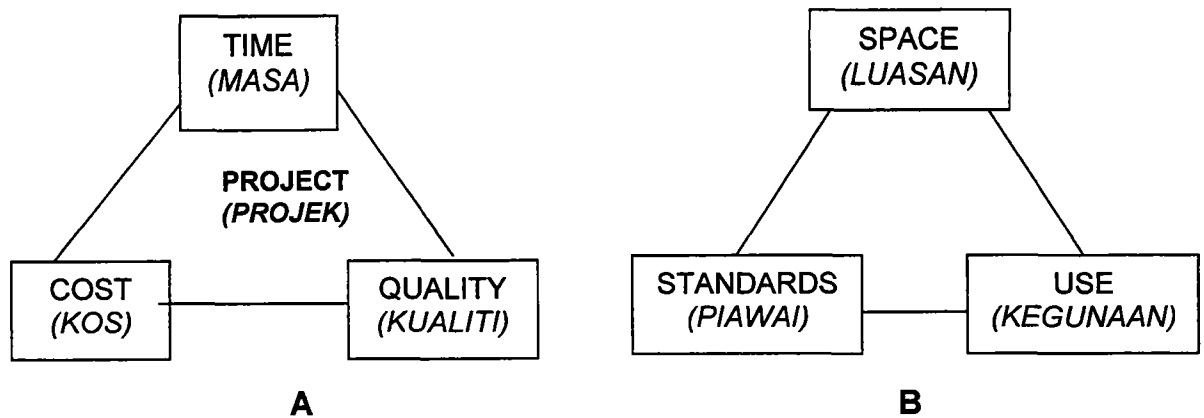 TIME
(MASA)
PROJECT
(PROJEK)
COST
(KOS)
QUALITY
(KUALITI)
A
SPACE
(LUASAN)
STANDARDS
(PIAWAI)
USE
(KEGUNAAN)
B